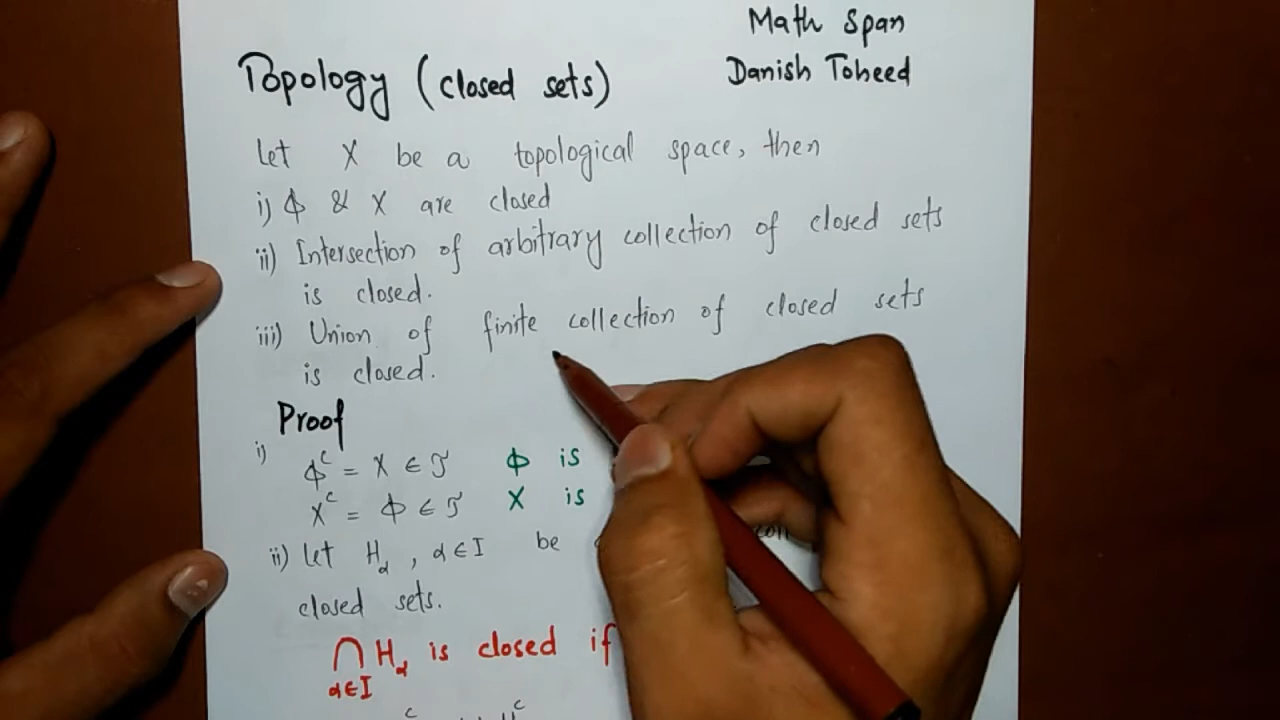 Math Span
Danish Toheed
Topology (closed sets)
Let X be a topological space, then
i) Φ & X are closed
ii) Intersection of arbitrary collection of closed sets
is closed.
iii) Union of finite collection of closed sets
is closed.
Proof
i)
Φᶜ = X ∈ 𝒯 Φ is
Xᶜ = Φ ∈ 𝒯 X is
ii) Let H_α, α∈I be
closed sets.
⋂ H_α is closed if
α∈I